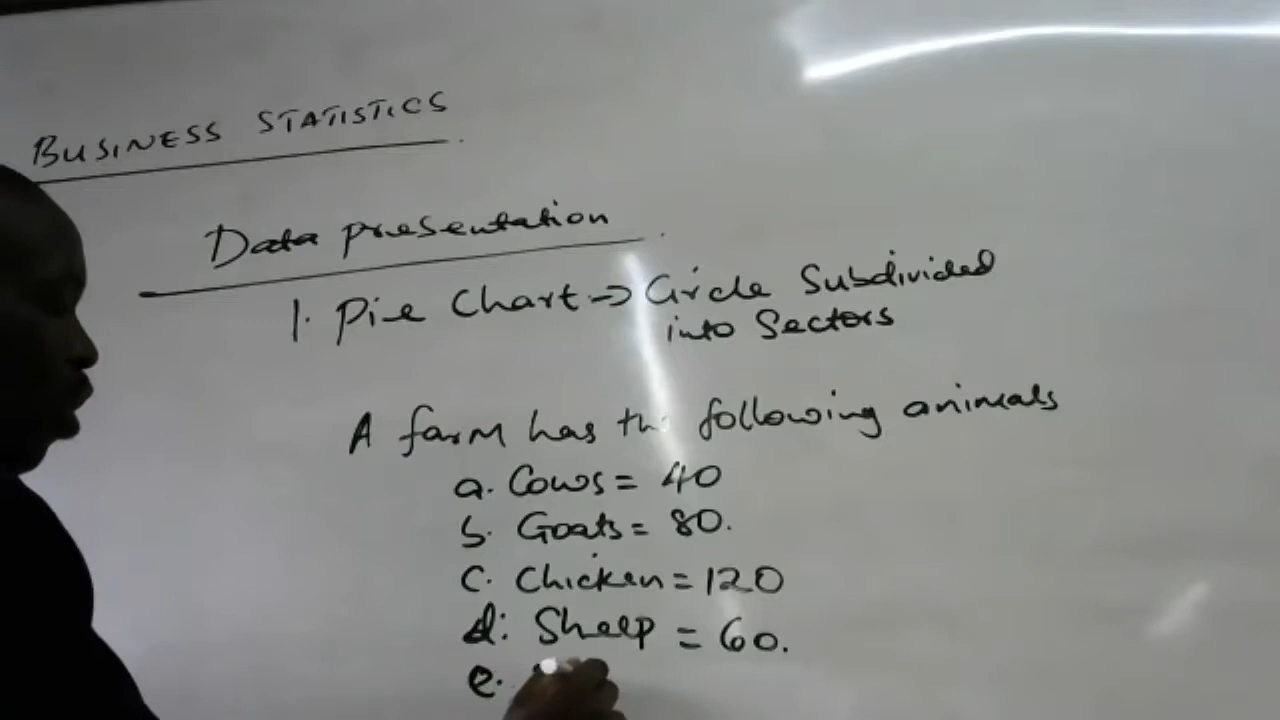 BUSINESS STATISTICS.
Data presentation.
1. Pie Chart → Circle Subdivided
into Sectors
A farm has the following animals
a. Cows = 40
b. Goats = 80.
C. Chicken = 120
d: Sheep = 60.
e.